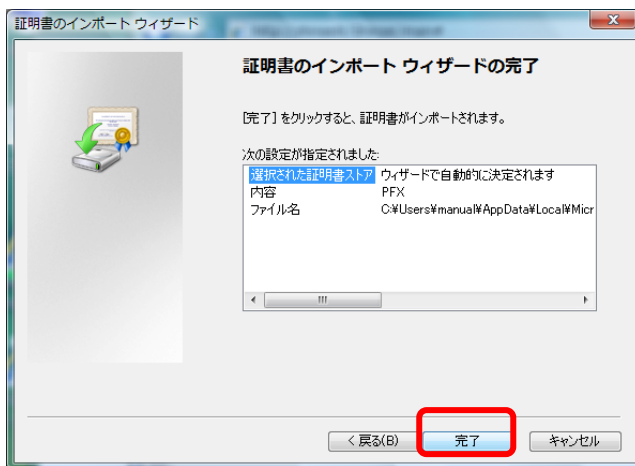 証明書のインポート ウィザード
証明書のインポート ウィザードの完了
[完了] をクリックすると、証明書がインポートされます。
次の設定が指定されました:
選択された証明書ストア ウィザードで自動的に決定されます
内容 PFX
ファイル名 C:¥Users¥manual¥AppData¥Local¥Micr
< 戻る(B) 完了 キャンセル